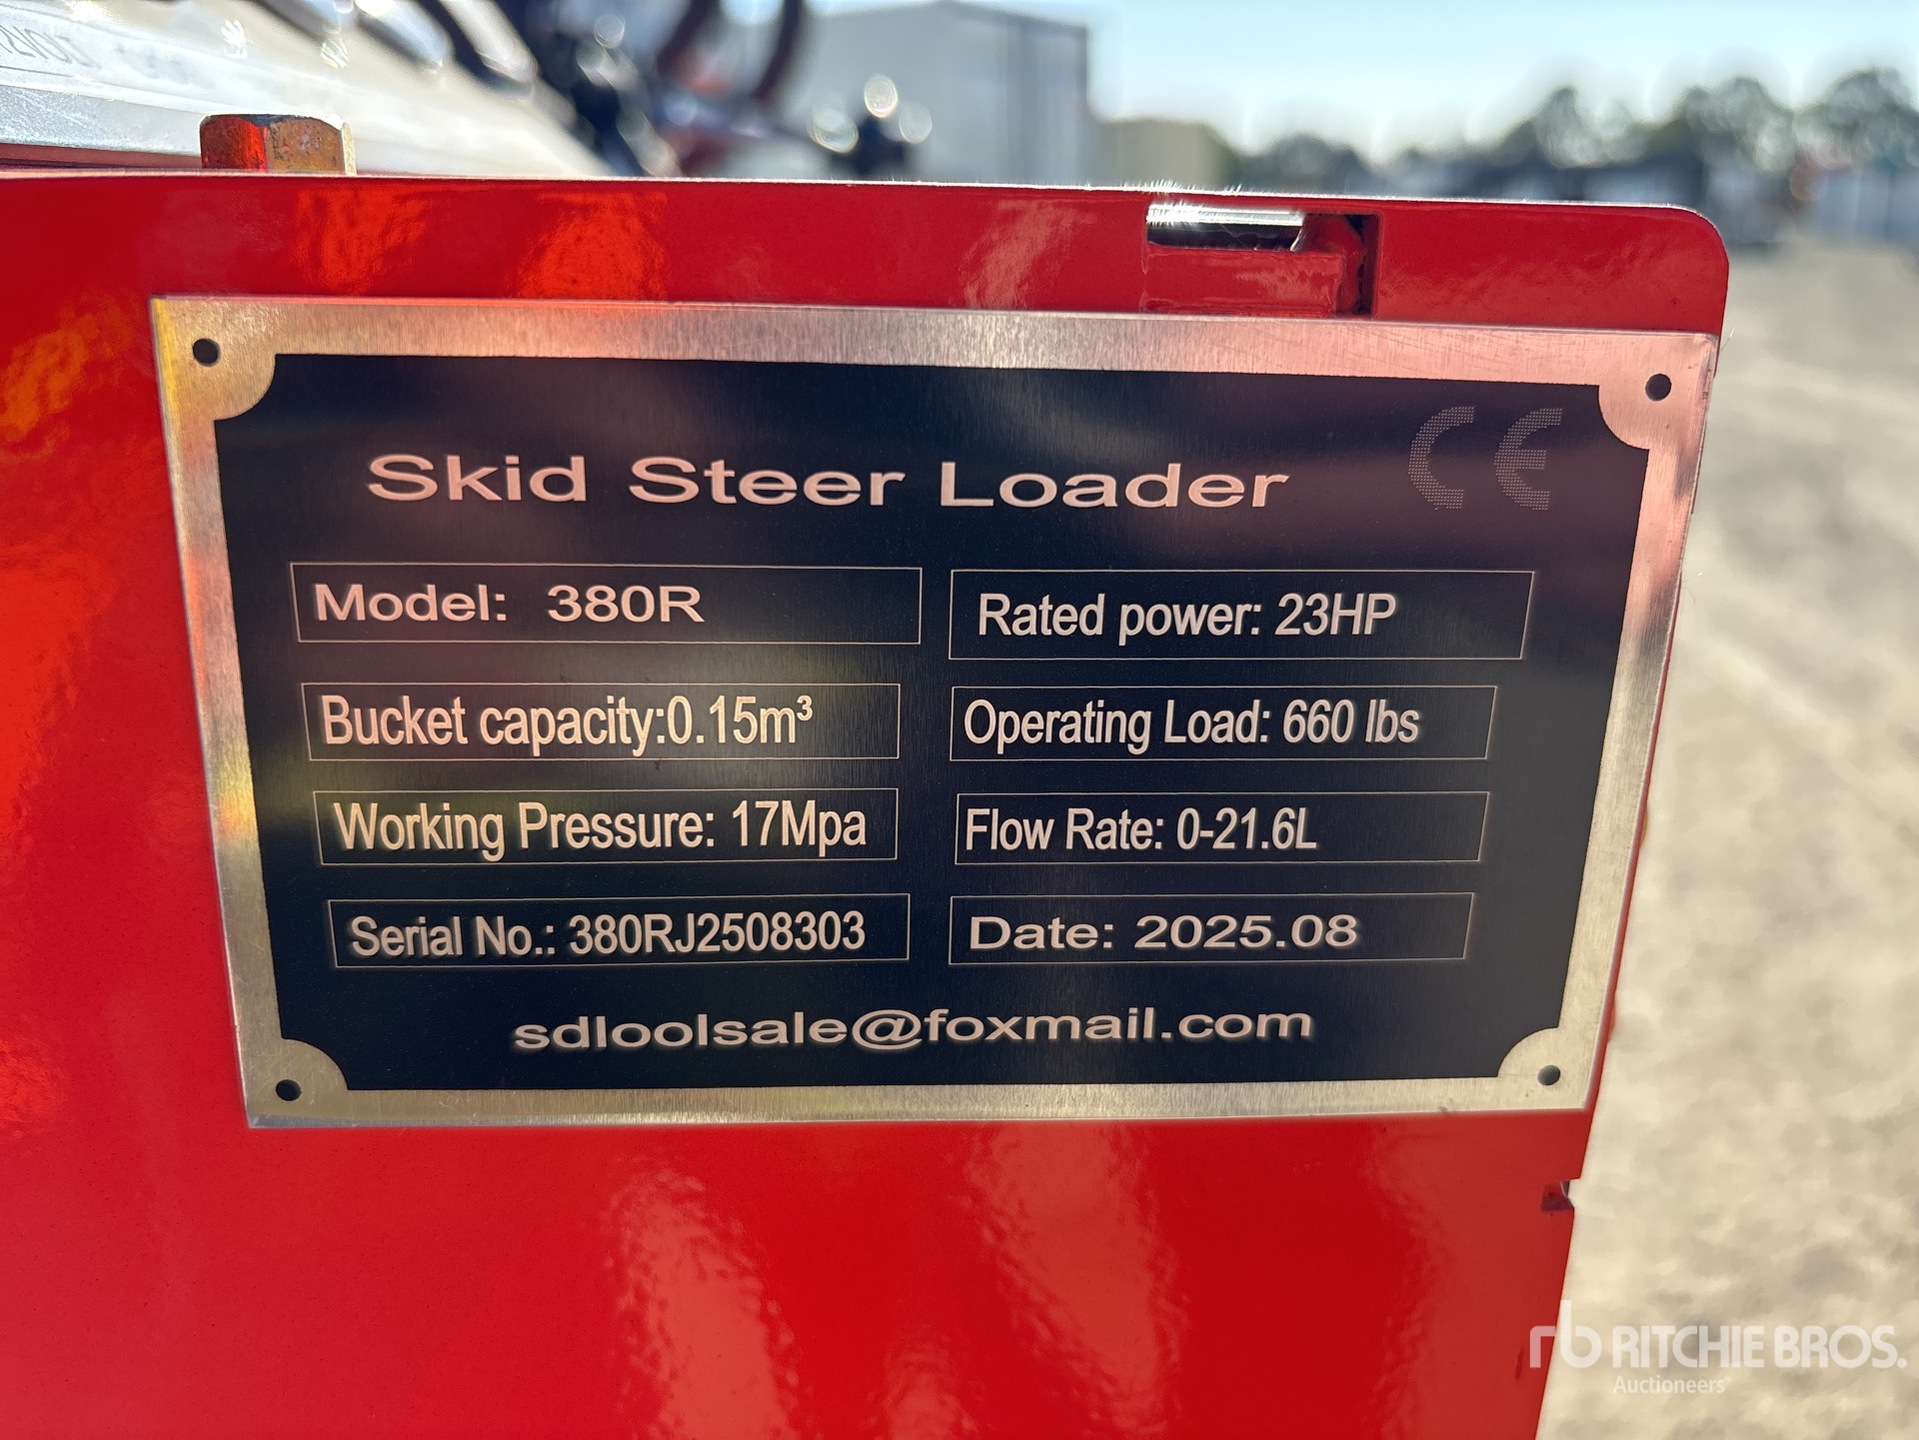 Skid Steer Loader CE
Model: 380R
Rated power: 23HP
Bucket capacity:0.15m³
Operating Load: 660 lbs
Working Pressure: 17Mpa
Flow Rate: 0-21.6L
Serial No.: 380RJ2508303
Date: 2025.08
sdloolsale@foxmail.com
rb RITCHIE BROS.
Auctioneers